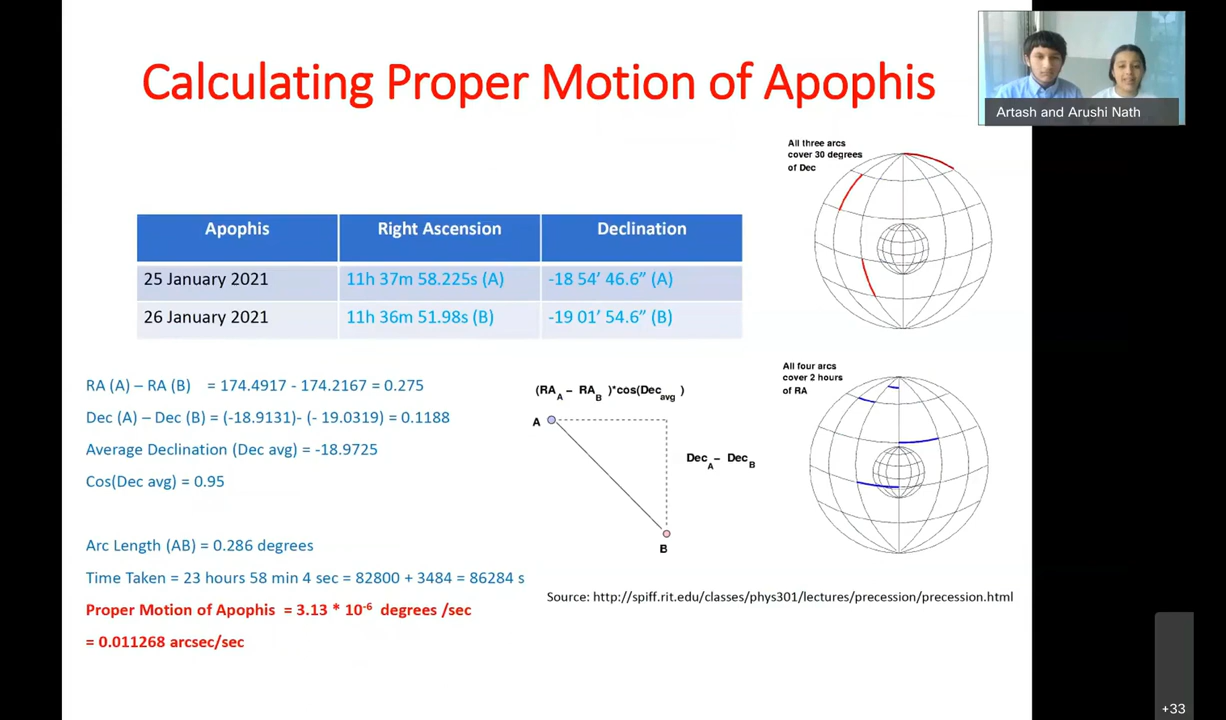 Calculating Proper Motion of Apophis
Artash and Arushi Nath
All three arcs
cover 30 degrees
of Dec
Apophis Right Ascension Declination
25 January 2021 11h 37m 58.225s (A) -18 54’ 46.6” (A)
26 January 2021 11h 36m 51.98s (B) -19 01’ 54.6” (B)
All four arcs
cover 2 hours
of RA
RA (A) – RA (B) = 174.4917 - 174.2167 = 0.275
Dec (A) – Dec (B) = (-18.9131)- (- 19.0319) = 0.1188
Average Declination (Dec avg) = -18.9725
Cos(Dec avg) = 0.95
(RA A – RA B )*cos(Dec avg )
A
Dec A – Dec B
B
Arc Length (AB) = 0.286 degrees
Time Taken = 23 hours 58 min 4 sec = 82800 + 3484 = 86284 s
Proper Motion of Apophis = 3.13 * 10⁻⁶ degrees /sec
= 0.011268 arcsec/sec
Source: http://spiff.rit.edu/classes/phys301/lectures/precession/precession.html
+33